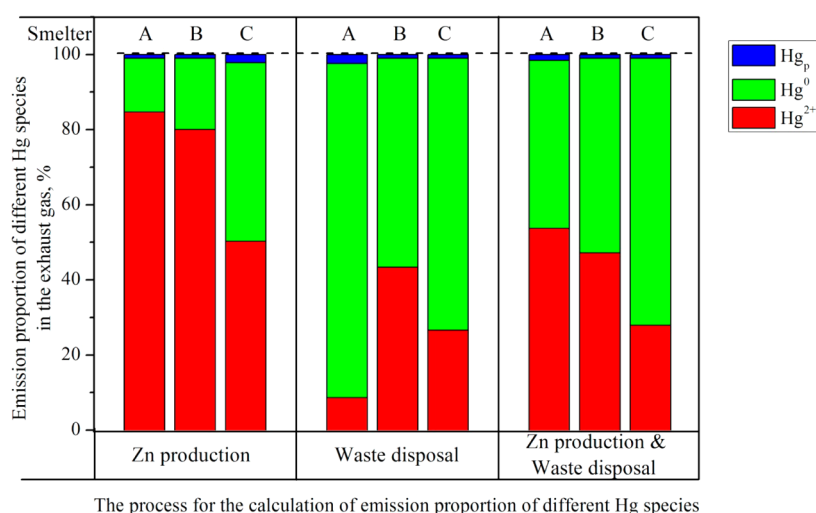 Smelter A B C A B C A B C
Emission proportion of different Hg species
in the exhaust gas, %
100
80
60
40
20
0
Hgp
Hg0
Hg2+
Zn production
Waste disposal
Zn production &
Waste disposal
The process for the calculation of emission proportion of different Hg species